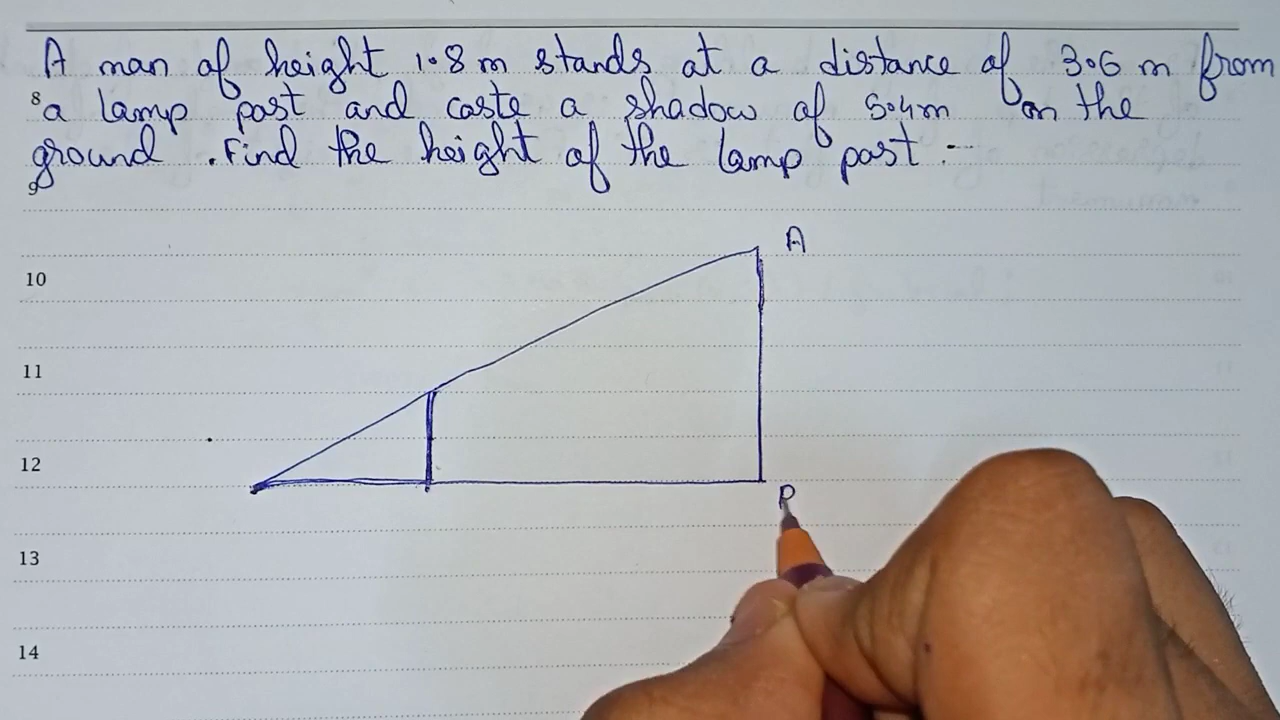 A man of height 1.8 m stands at a distance of 3.6 m from
8
a lamp post and caste a shadow of 5.4m on the
ground . Find the height of the lamp post :-
9
A
10
11
12
P
13
14